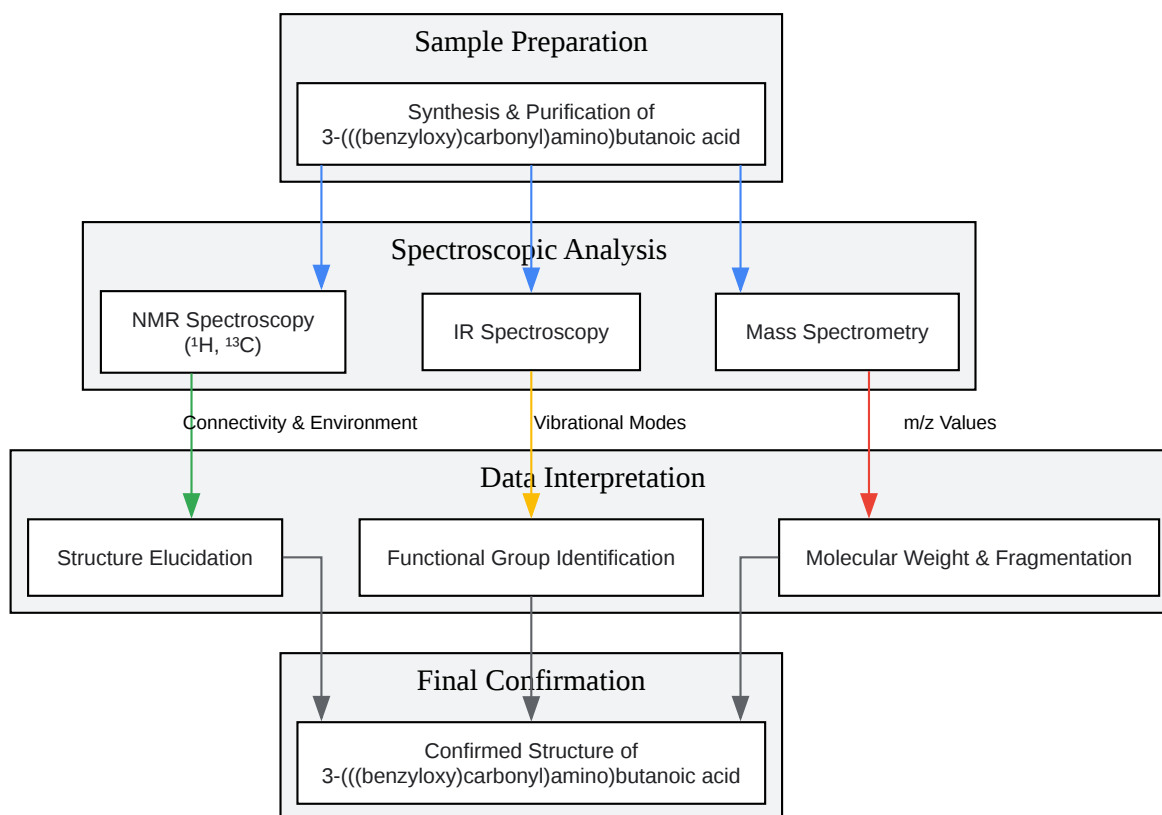 Sample Preparation
Synthesis & Purification of
3-(((benzyloxy)carbonyl)amino)butanoic acid
Spectroscopic Analysis
NMR Spectroscopy
(¹H, ¹³C)
IR Spectroscopy
Mass Spectrometry
Connectivity & Environment
Vibrational Modes
m/z Values
Data Interpretation
Structure Elucidation
Functional Group Identification
Molecular Weight & Fragmentation
Final Confirmation
Confirmed Structure of
3-(((benzyloxy)carbonyl)amino)butanoic acid